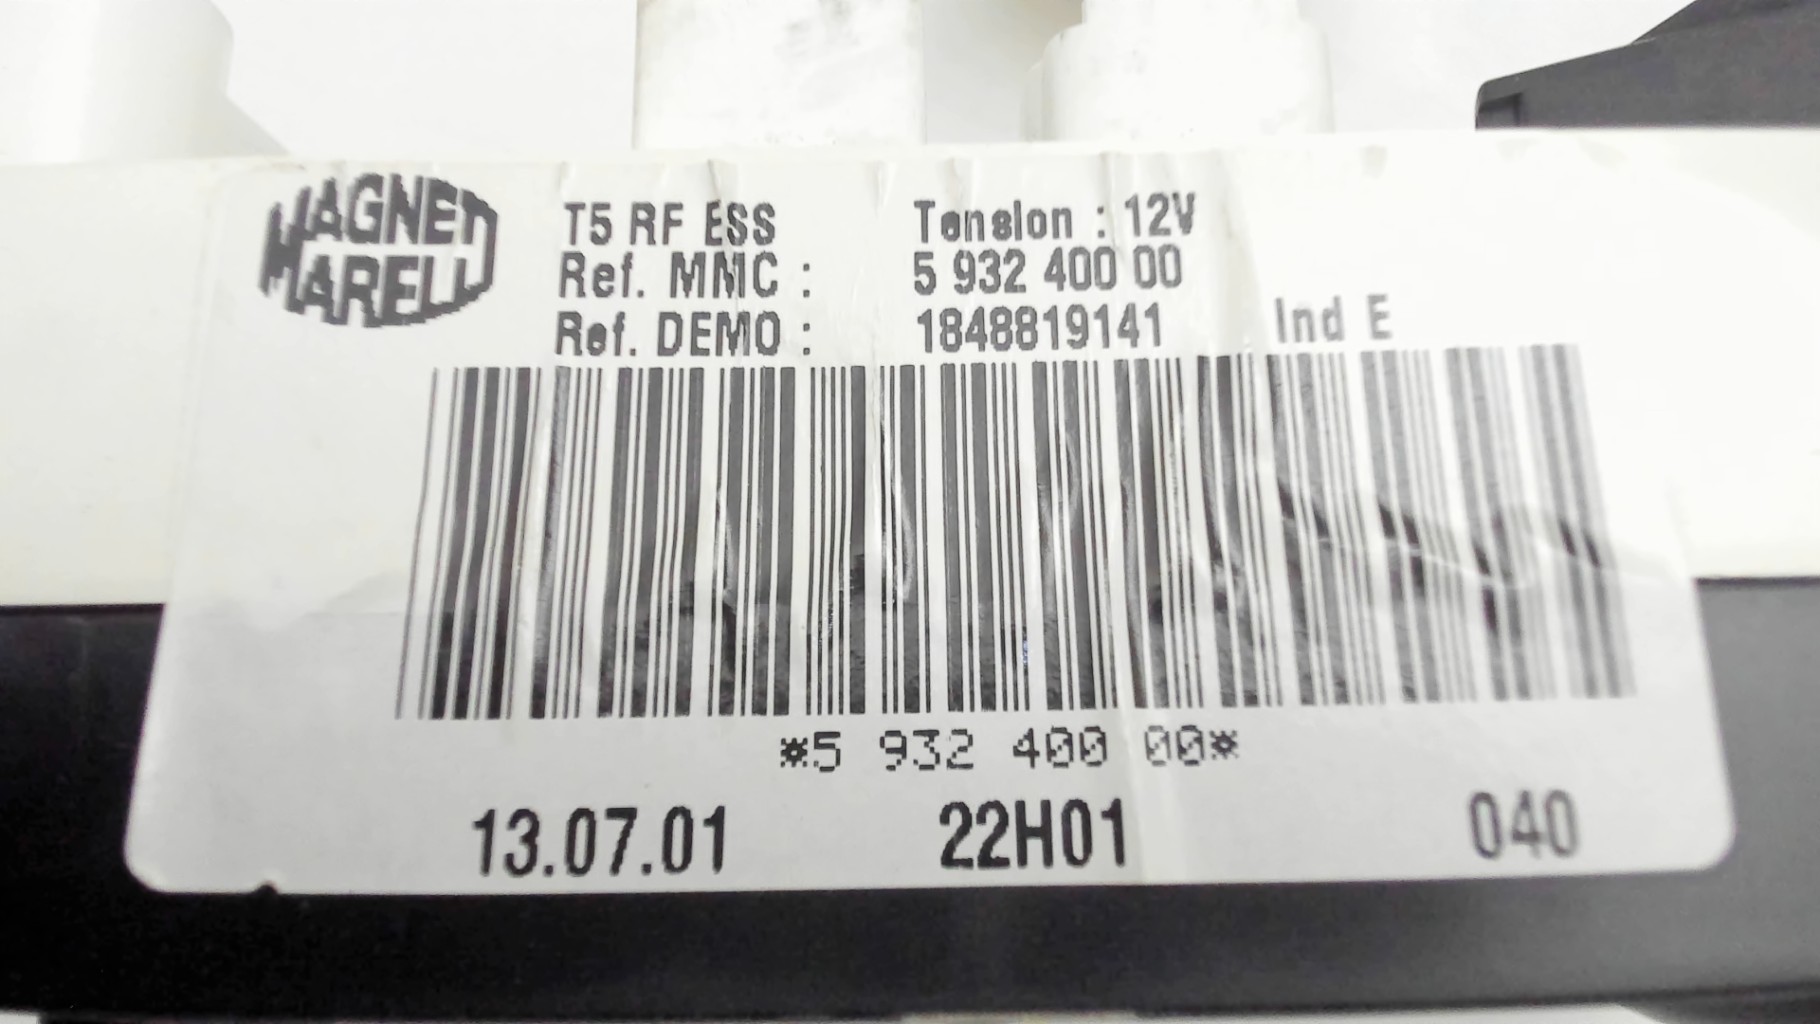 MAGNETI
MARELLI
T5 RF ESS Tension : 12V
Ref. MMC : 5 932 400 00
Ref. DEMO : 1848819141 Ind E
*5 932 400 00*
13.07.01 22H01 040